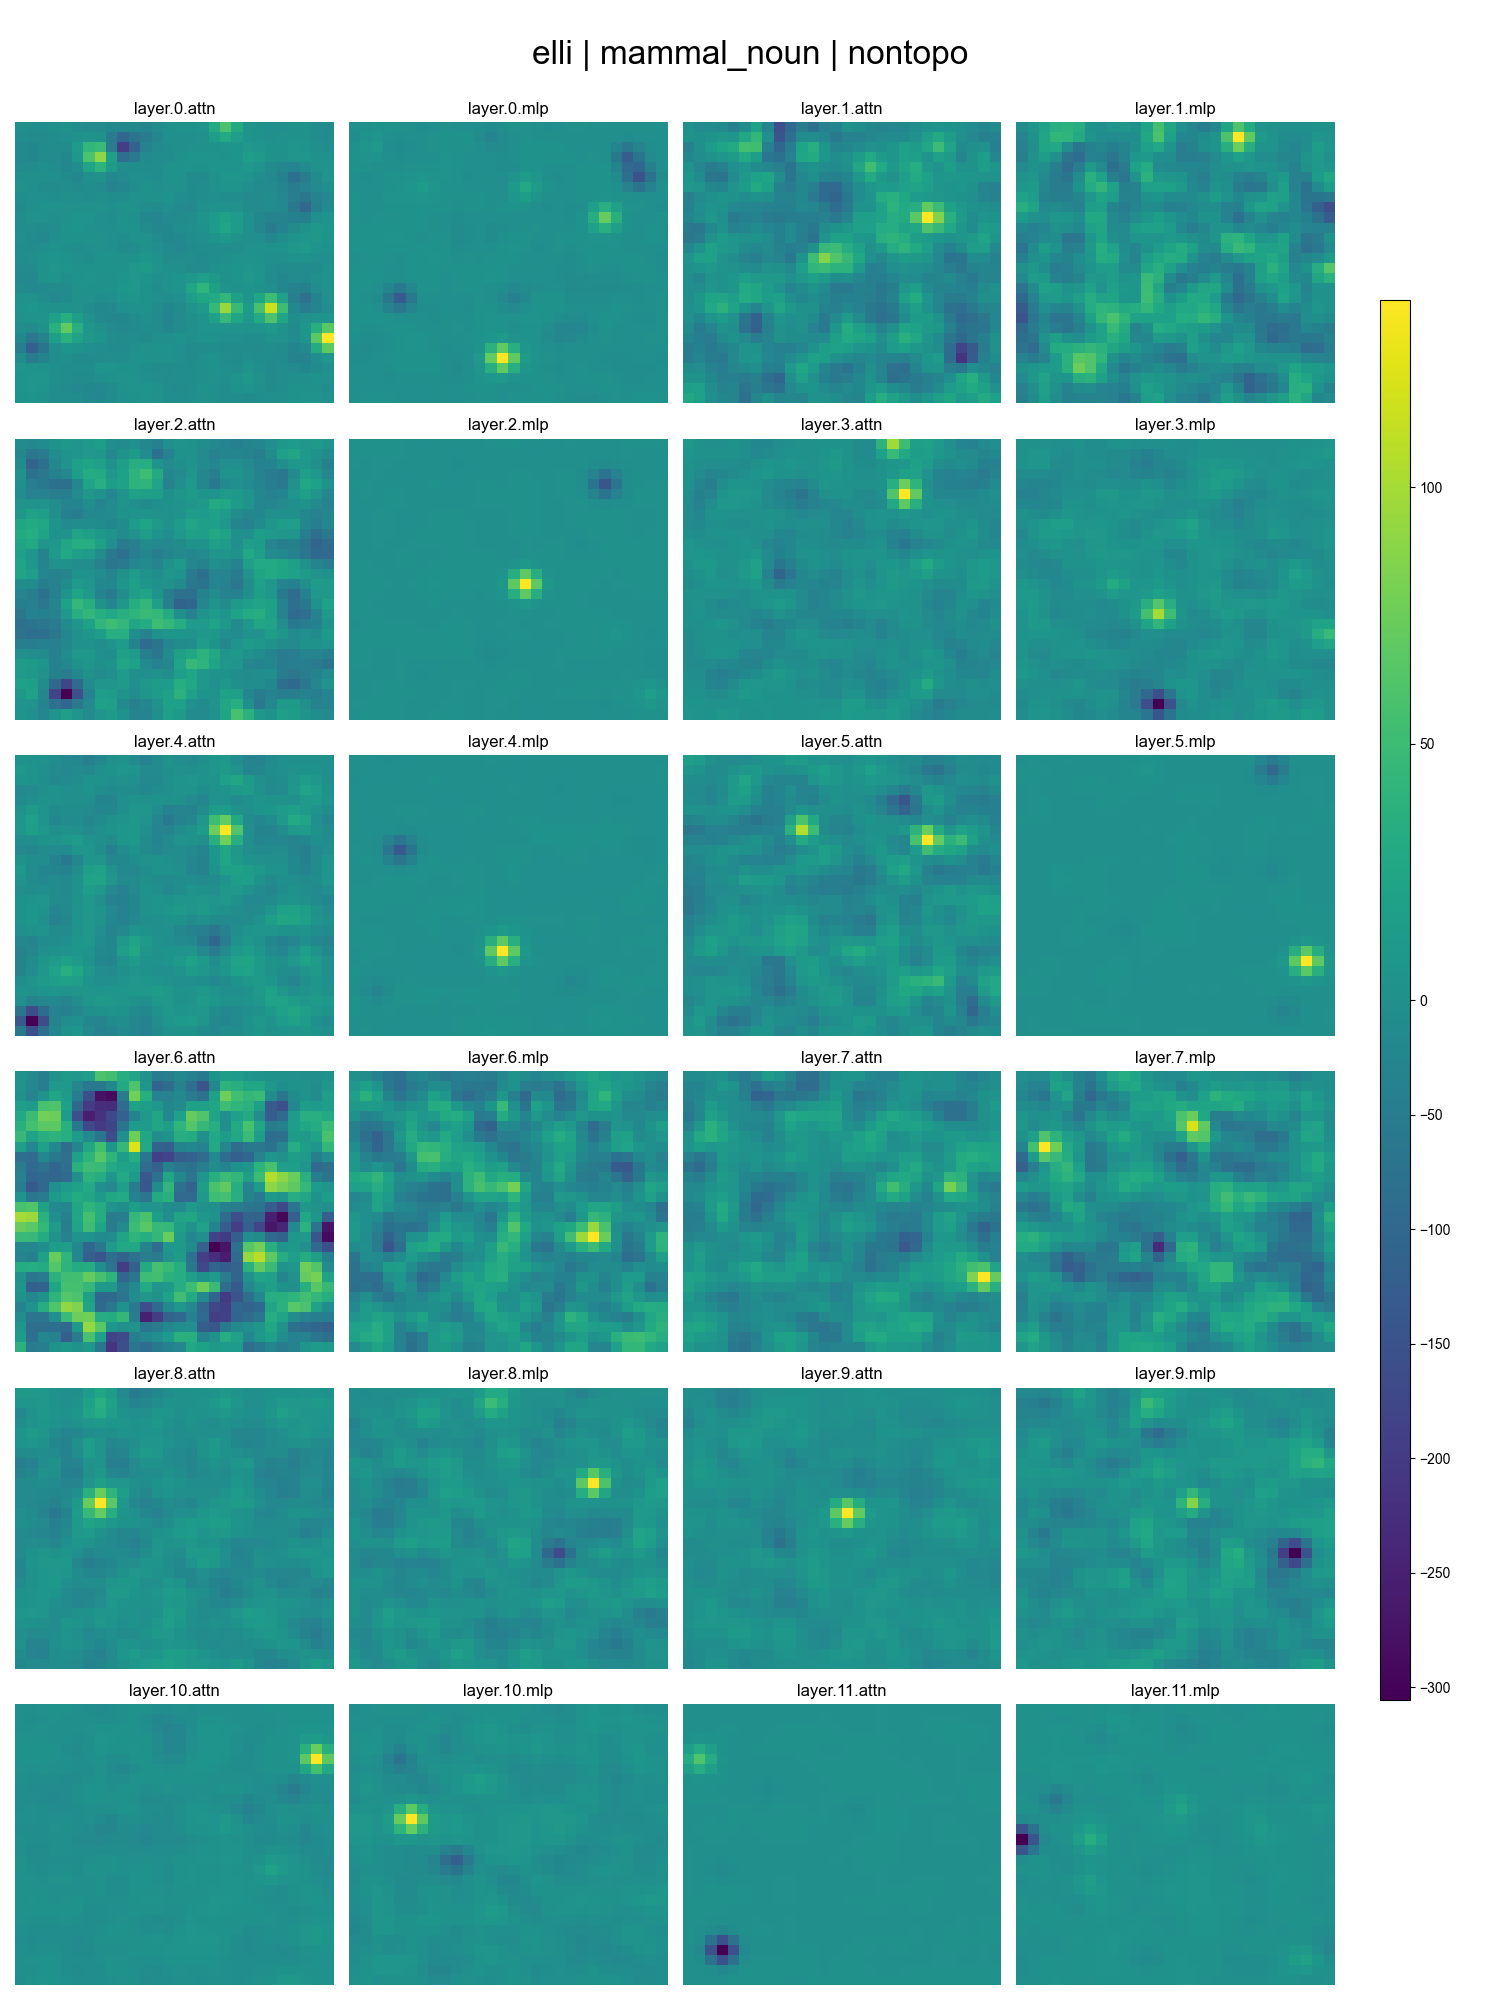 elli | mammal_noun | nontopo
layer.0.attn
layer.0.mlp
layer.1.attn
layer.1.mlp
layer.2.attn
layer.2.mlp
layer.3.attn
layer.3.mlp
layer.4.attn
layer.4.mlp
layer.5.attn
layer.5.mlp
layer.6.attn
layer.6.mlp
layer.7.attn
layer.7.mlp
layer.8.attn
layer.8.mlp
layer.9.attn
layer.9.mlp
layer.10.attn
layer.10.mlp
layer.11.attn
layer.11.mlp
100
50
0
−50
−100
−150
−200
−250
−300